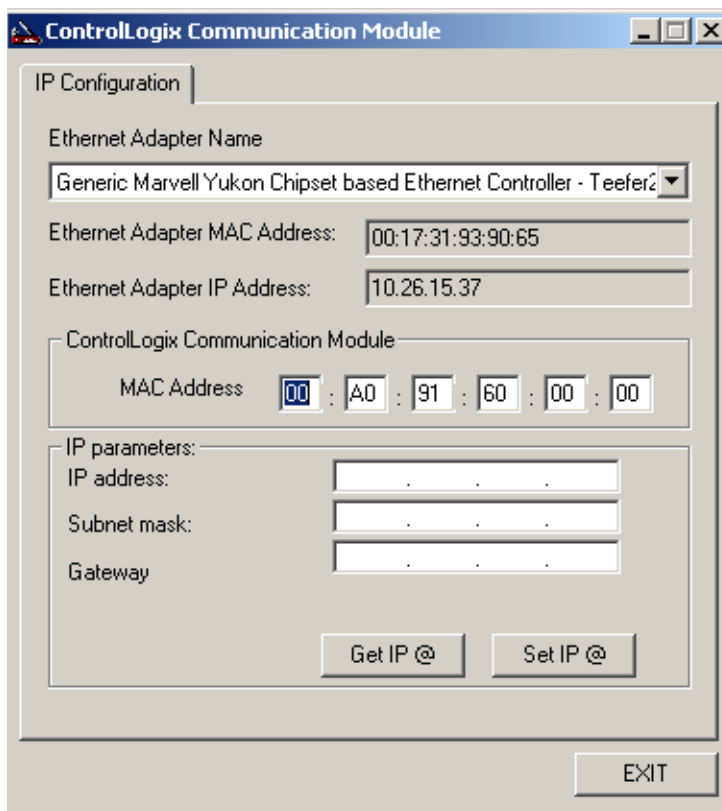 ControlLogix Communication Module
IP Configuration
Ethernet Adapter Name
Generic Marvell Yukon Chipset based Ethernet Controller - Teefer2
Ethernet Adapter MAC Address: 00:17:31:93:90:65
Ethernet Adapter IP Address: 10.26.15.37
ControlLogix Communication Module
MAC Address 00 : A0 : 91 : 60 : 00 : 00
IP parameters:
IP address: . . .
Subnet mask: . . .
Gateway . . .
Get IP @ Set IP @
EXIT